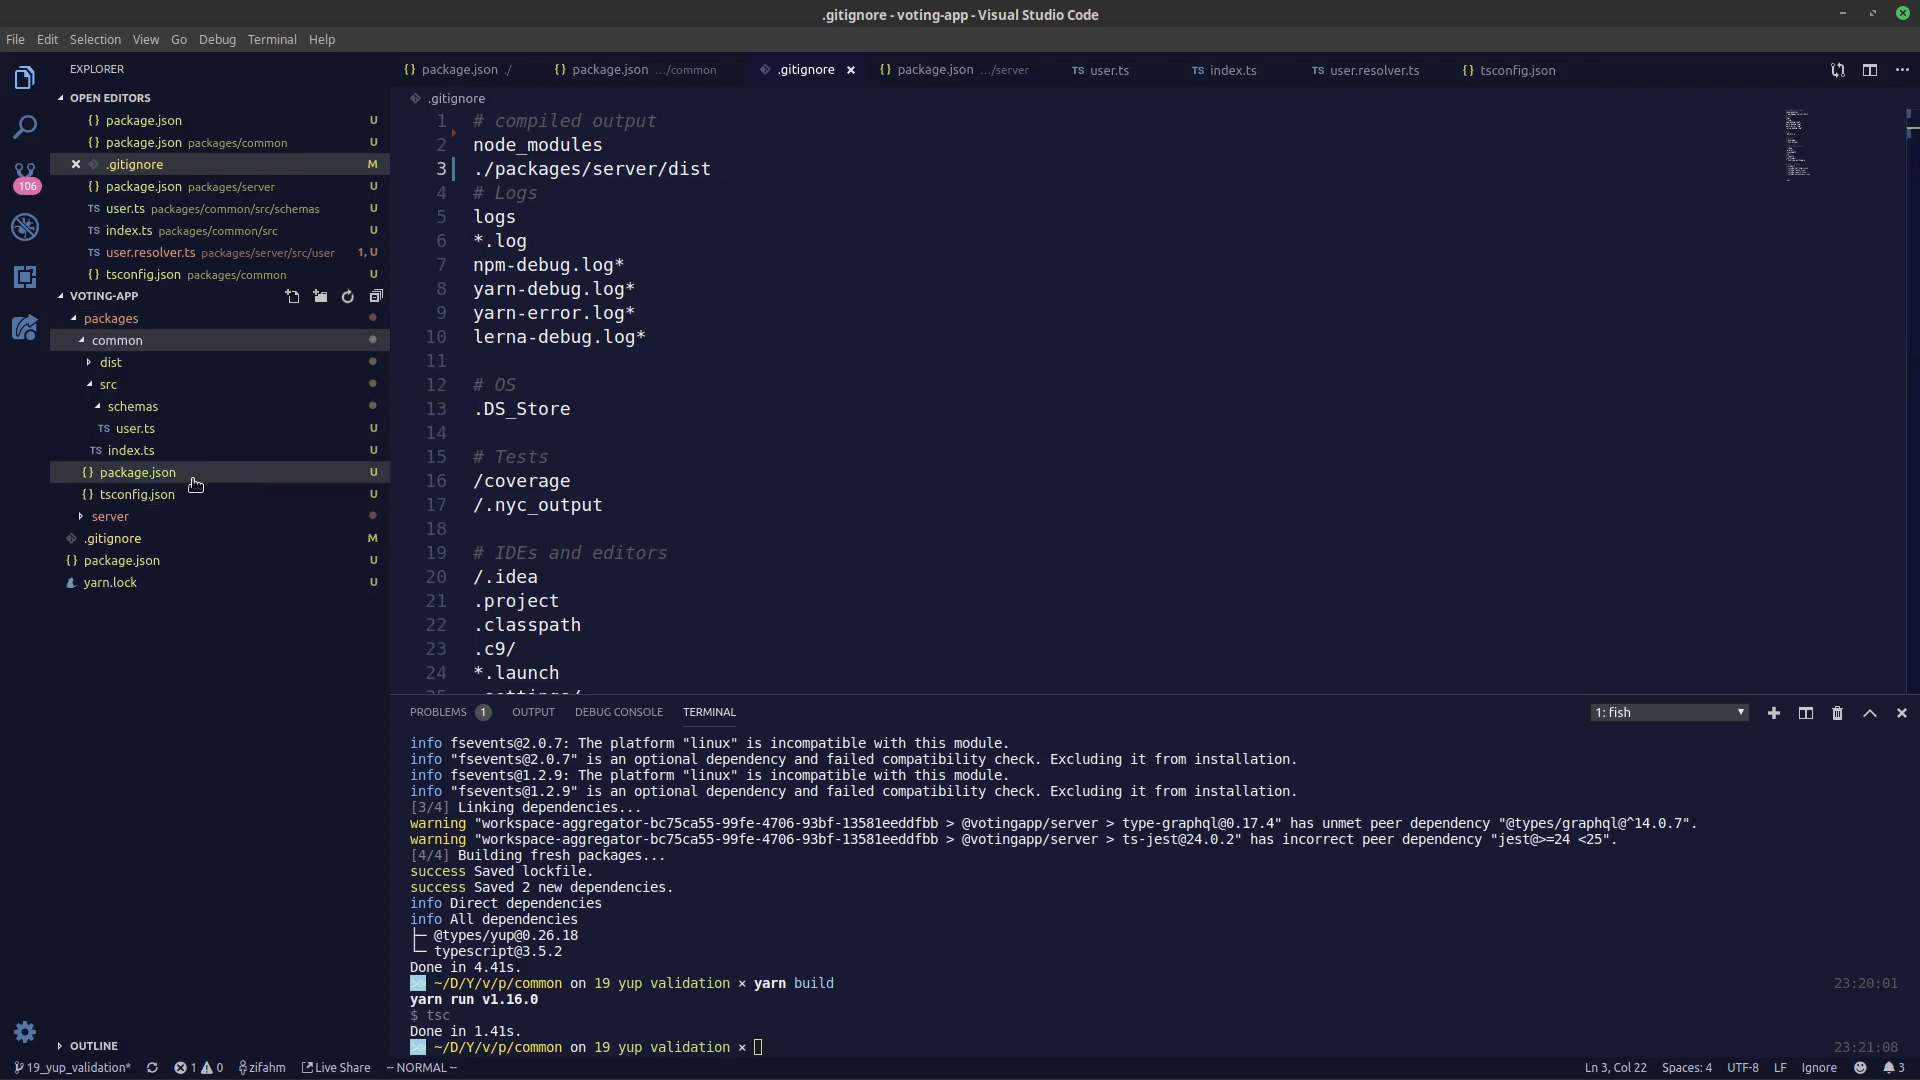 .gitignore - voting-app - Visual Studio Code
File Edit Selection View Go Debug Terminal Help
EXPLORER
OPEN EDITORS
{} package.json U
{} package.json packages/common U
.gitignore M
{} package.json packages/server U
TS user.ts packages/common/src/schemas U
TS index.ts packages/common/src U
TS user.resolver.ts packages/server/src/user 1, U
{} tsconfig.json packages/common U
VOTING-APP
packages
common
dist
src
schemas
TS user.ts U
TS index.ts U
{} package.json U
{} tsconfig.json U
server
.gitignore M
{} package.json U
yarn.lock U
OUTLINE
106
{} package.json ./ {} package.json .../common .gitignore {} package.json .../server TS user.ts TS index.ts TS user.resolver.ts {} tsconfig.json
.gitignore
1 # compiled output
2 node_modules
3 ./packages/server/dist
4 # Logs
5 logs
6 *.log
7 npm-debug.log*
8 yarn-debug.log*
9 yarn-error.log*
10 lerna-debug.log*
11
12 # OS
13 .DS_Store
14
15 # Tests
16 /coverage
17 /.nyc_output
18
19 # IDEs and editors
20 /.idea
21 .project
22 .classpath
23 .c9/
24 *.launch
PROBLEMS 1 OUTPUT DEBUG CONSOLE TERMINAL 1: fish
info fsevents@2.0.7: The platform "linux" is incompatible with this module.
info "fsevents@2.0.7" is an optional dependency and failed compatibility check. Excluding it from installation.
info fsevents@1.2.9: The platform "linux" is incompatible with this module.
info "fsevents@1.2.9" is an optional dependency and failed compatibility check. Excluding it from installation.
[3/4] Linking dependencies...
warning "workspace-aggregator-bc75ca55-99fe-4706-93bf-13581eeddfbb > @votingapp/server > type-graphql@0.17.4" has unmet peer dependency "@types/graphql@^14.0.7".
warning "workspace-aggregator-bc75ca55-99fe-4706-93bf-13581eeddfbb > @votingapp/server > ts-jest@24.0.2" has incorrect peer dependency "jest@>=24 <25".
[4/4] Building fresh packages...
success Saved lockfile.
success Saved 2 new dependencies.
info Direct dependencies
info All dependencies
├─ @types/yup@0.26.18
└─ typescript@3.5.2
Done in 4.41s.
>> ~/D/Y/v/p/common on 19 yup validation × yarn build 23:20:01
yarn run v1.16.0
$ tsc
Done in 1.41s.
>> ~/D/Y/v/p/common on 19 yup validation × 23:21:08
19_yup_validation* 1 0 zifahm Live Share -- NORMAL -- Ln 3, Col 22 Spaces: 4 UTF-8 LF Ignore 3